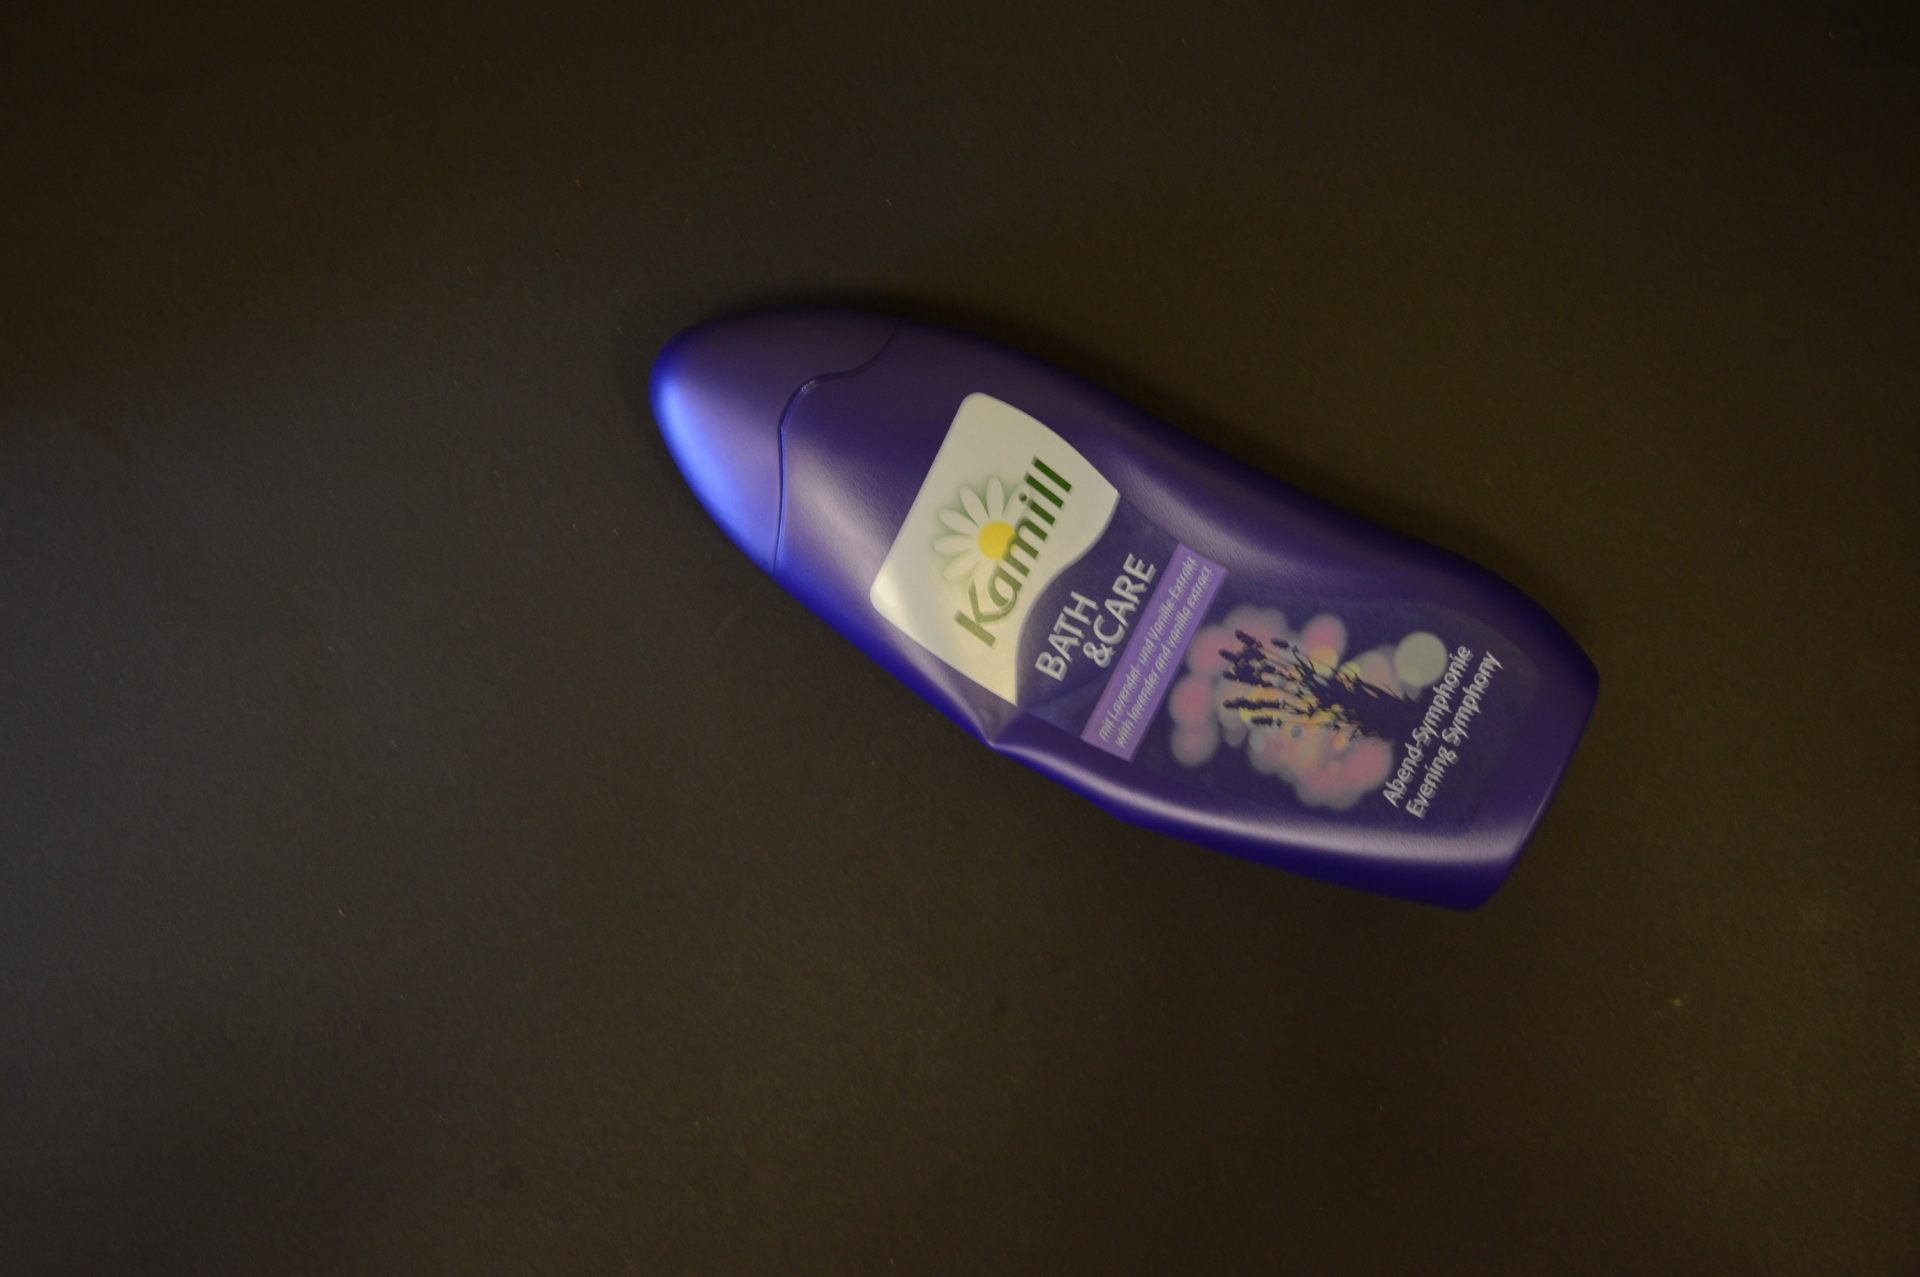 Kamill
BATH
&CARE
mit Lavendel- und Vanille-Extrakt
with lavender and vanilla extract
Abend-Symphonie
Evening Symphony